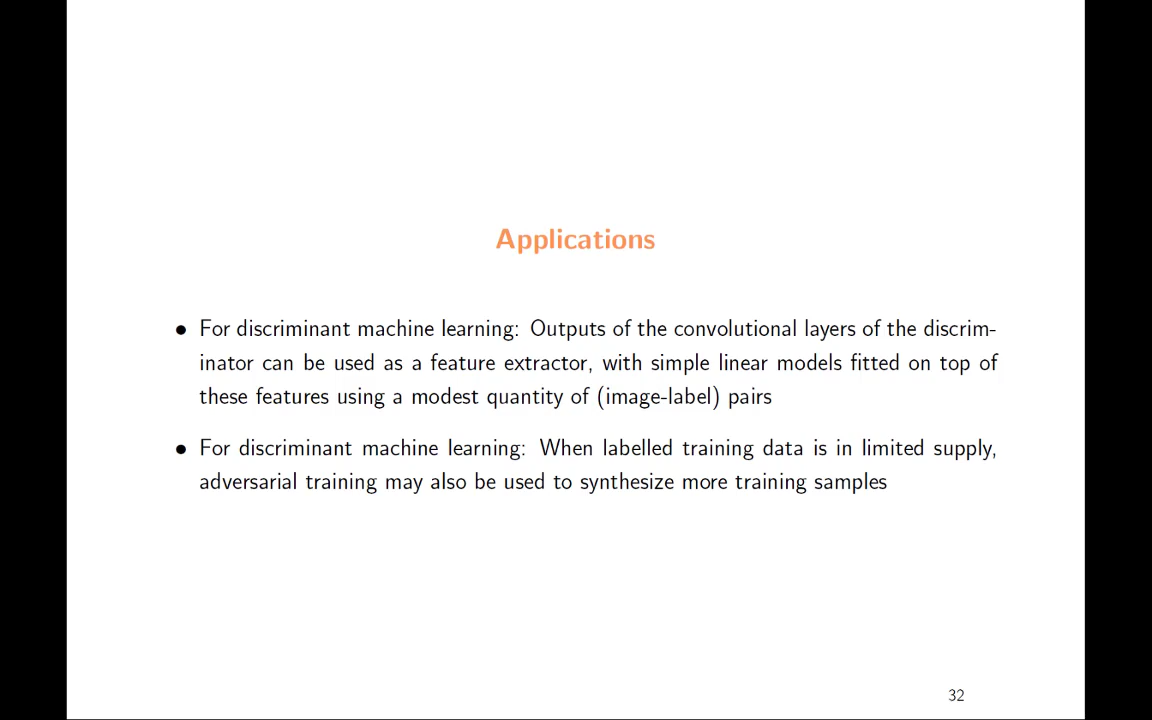 Applications
• For discriminant machine learning: Outputs of the convolutional layers of the discrim-
inator can be used as a feature extractor, with simple linear models fitted on top of
these features using a modest quantity of (image-label) pairs
• For discriminant machine learning: When labelled training data is in limited supply,
adversarial training may also be used to synthesize more training samples
32